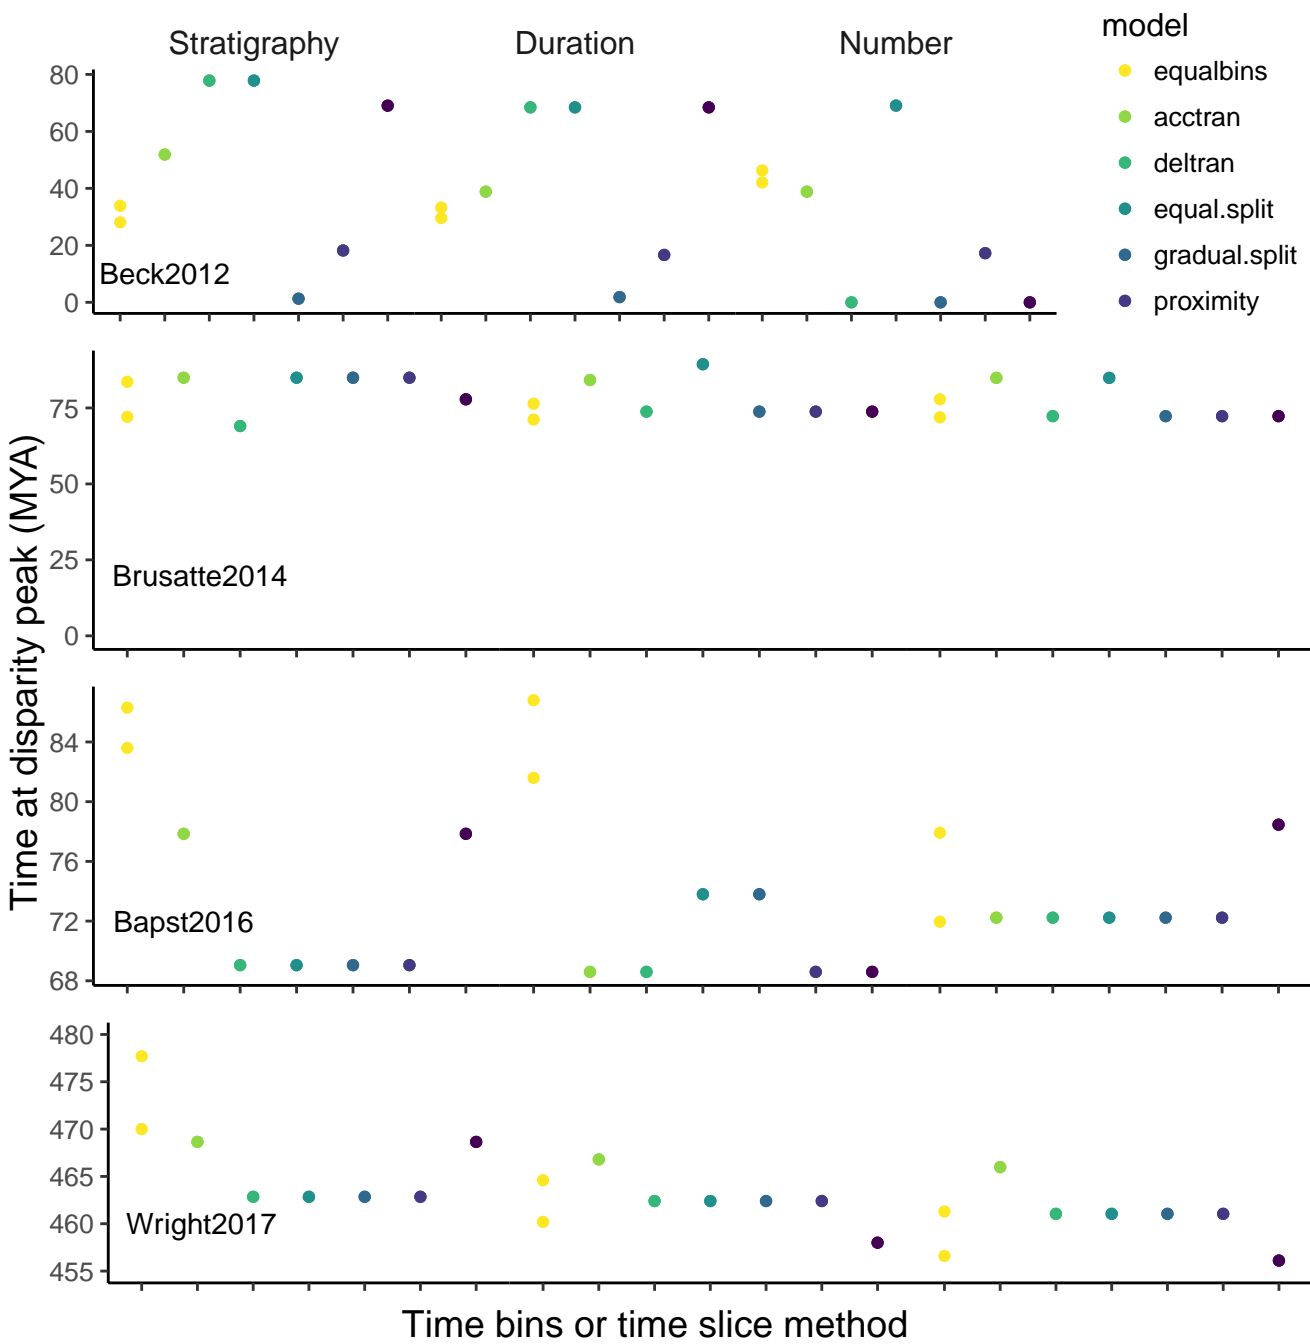 Stratigraphy Duration Number
model
equalbins
acctran
deltran
equal.split
gradual.split
proximity
80
60
40
20
0
Beck2012
75
50
25
0
Brusatte2014
84
80
76
72
68
Bapst2016
480
475
470
465
460
455
Wright2017
Time at disparity peak (MYA)
Time bins or time slice method